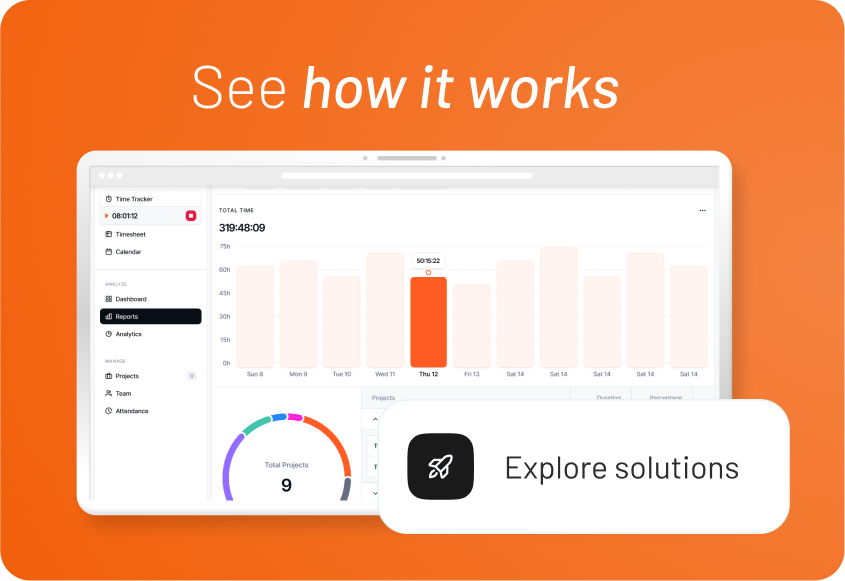 See how it works
Time Tracker
08:01:12
Timesheet
Calendar
ANALYZE
Dashboard
Reports
Analytics
MANAGE
Projects 9
Team
Attendance
TOTAL TIME
319:48:09
75h
60h
45h
30h
15h
0h
50:15:22
Sun 8 Mon 9 Tue 10 Wed 11 Thu 12 Fri 13 Sat 14 Sat 14 Sat 14 Sat 14 Sat 14
Total Projects
9
Projects Duration Percentage
T
T
Explore solutions